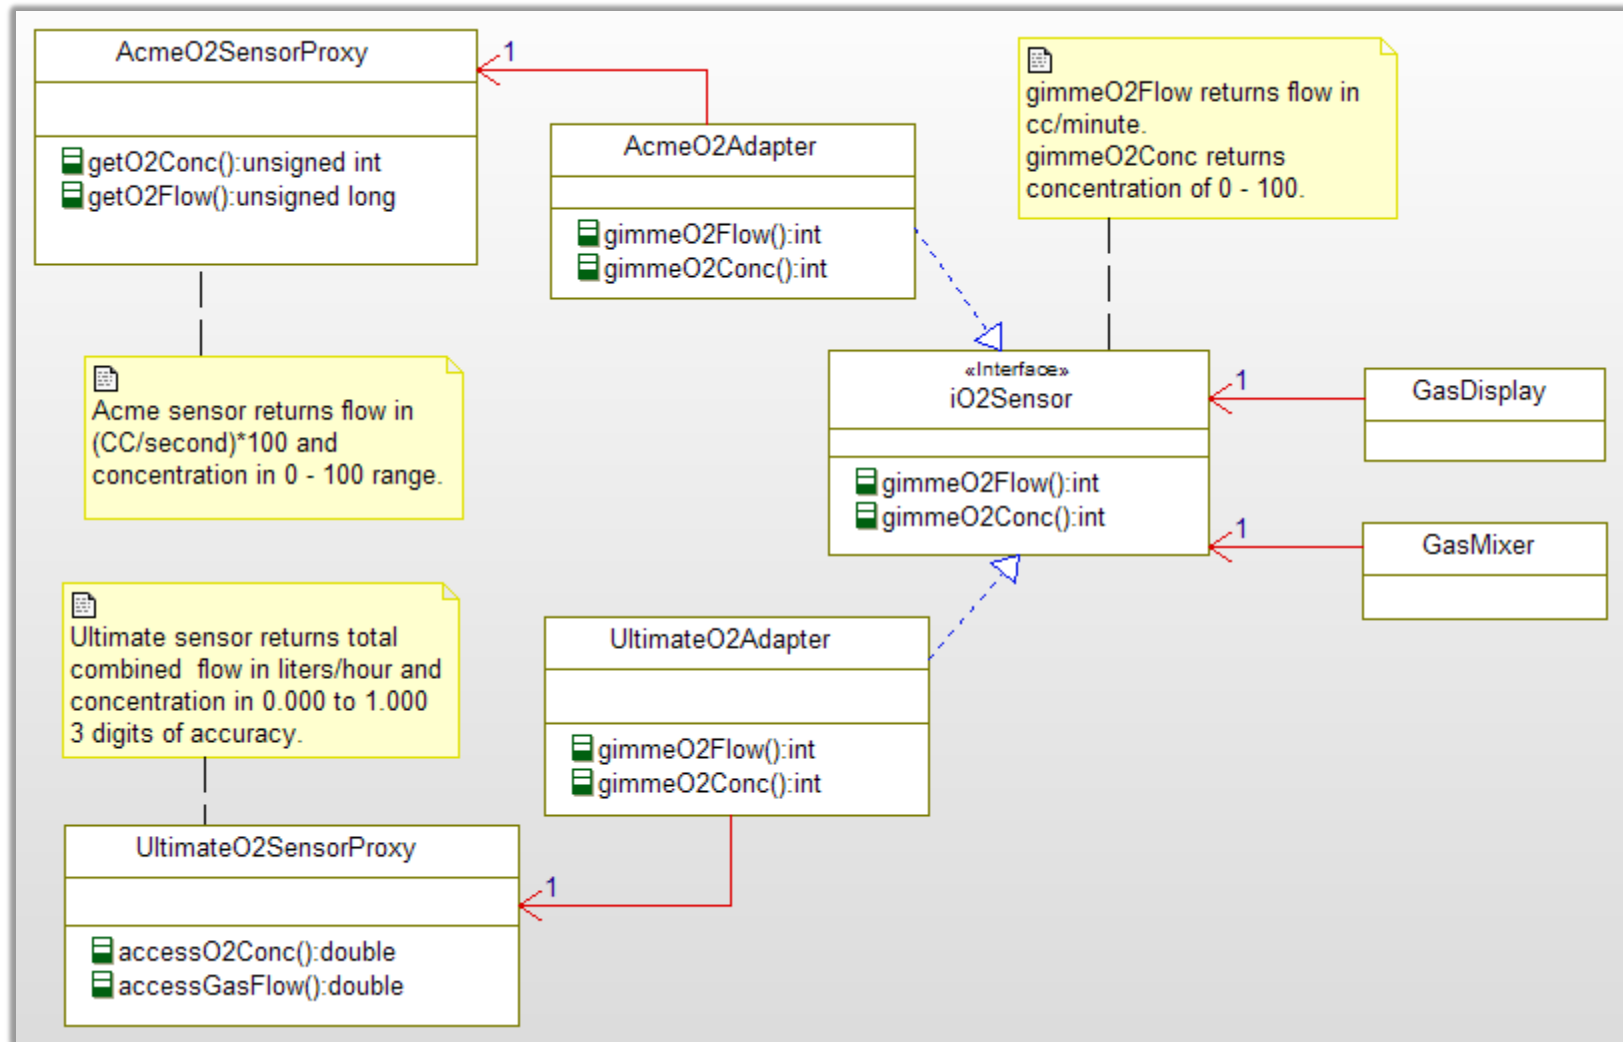 AcmeO2SensorProxy
getO2Conc():unsigned int
getO2Flow():unsigned long
1
AcmeO2Adapter
gimmeO2Flow():int
gimmeO2Conc():int
gimmeO2Flow returns flow in
cc/minute.
gimmeO2Conc returns
concentration of 0 - 100.
Acme sensor returns flow in
(CC/second)*100 and
concentration in 0 - 100 range.
«Interface»
iO2Sensor
gimmeO2Flow():int
gimmeO2Conc():int
1
GasDisplay
1
GasMixer
Ultimate sensor returns total
combined  flow in liters/hour and
concentration in 0.000 to 1.000
3 digits of accuracy.
UltimateO2Adapter
gimmeO2Flow():int
gimmeO2Conc():int
UltimateO2SensorProxy
accessO2Conc():double
accessGasFlow():double
1